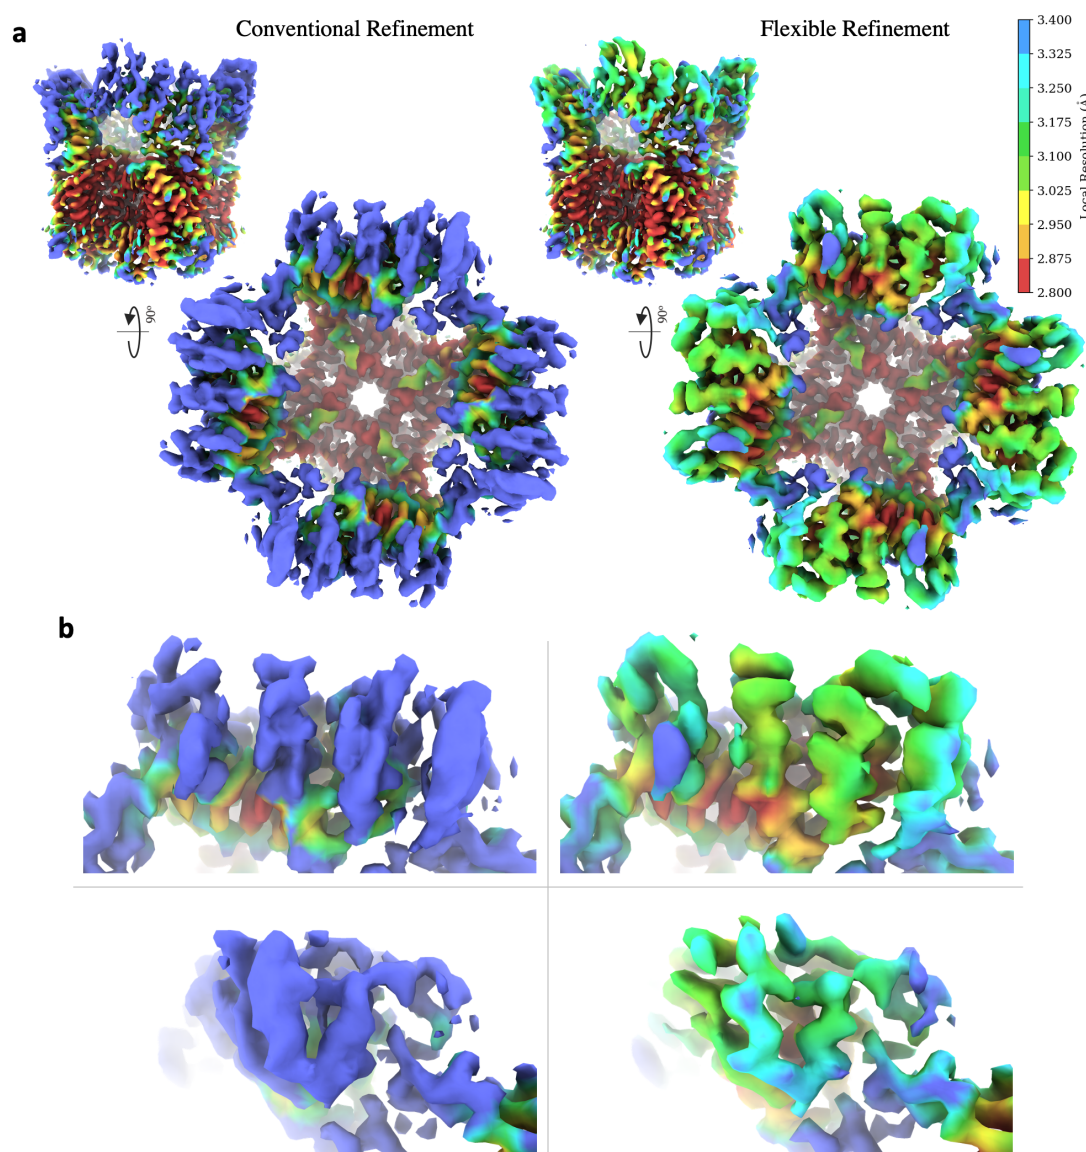 a
Conventional Refinement
Flexible Refinement
3.400
3.325
3.250
3.175
3.100
3.025
2.950
2.875
2.800
Local Resolution (Å)
90°
90°
b